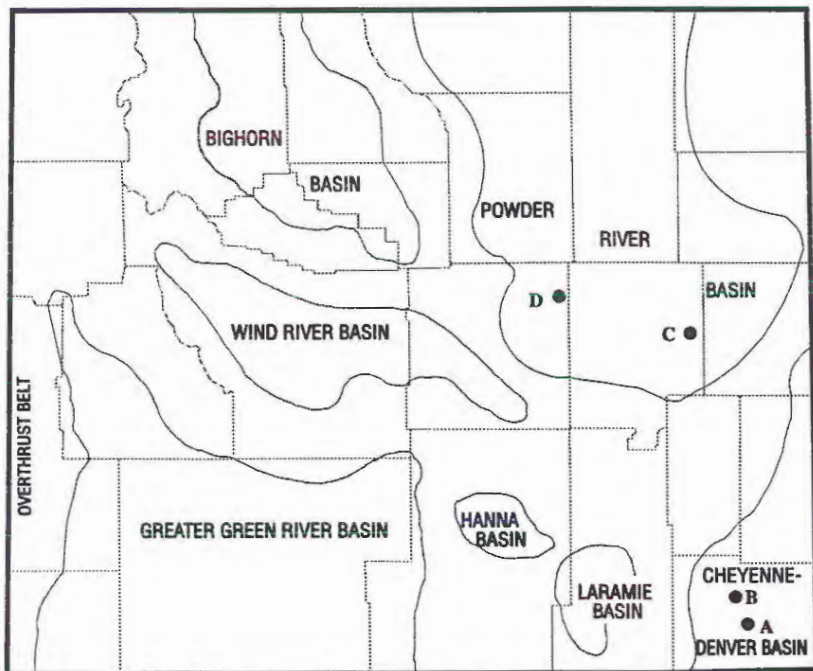 BIGHORN
BASIN
POWDER
RIVER
BASIN
D
C
WIND RIVER BASIN
OVERTHRUST BELT
GREATER GREEN RIVER BASIN
HANNA
BASIN
LARAMIE
BASIN
CHEYENNE-
B
A
DENVER BASIN